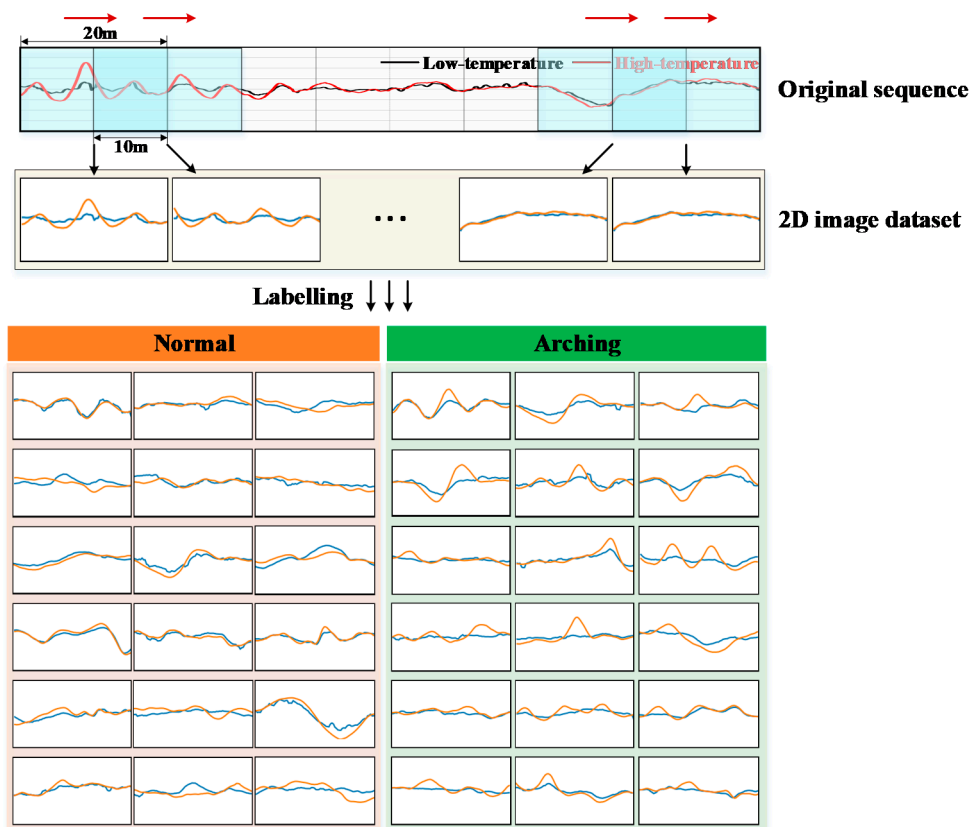 20m
Low-temperature
High-temperature
Original sequence
10m
2D image dataset
...
Labelling
Normal
Arching